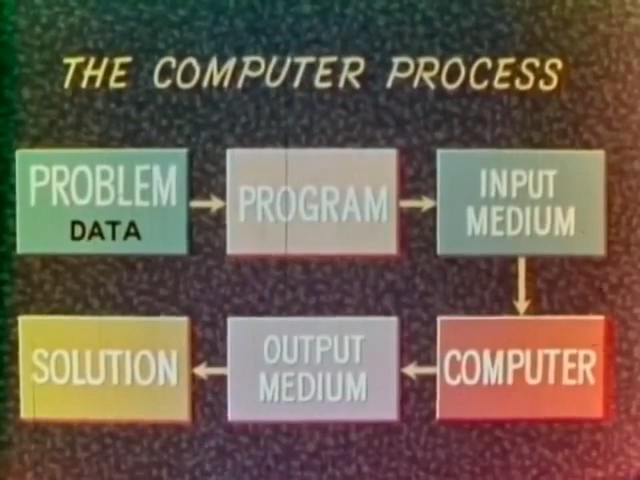 THE COMPUTER PROCESS
PROBLEM
DATA
PROGRAM
INPUT
MEDIUM
COMPUTER
OUTPUT
MEDIUM
SOLUTION